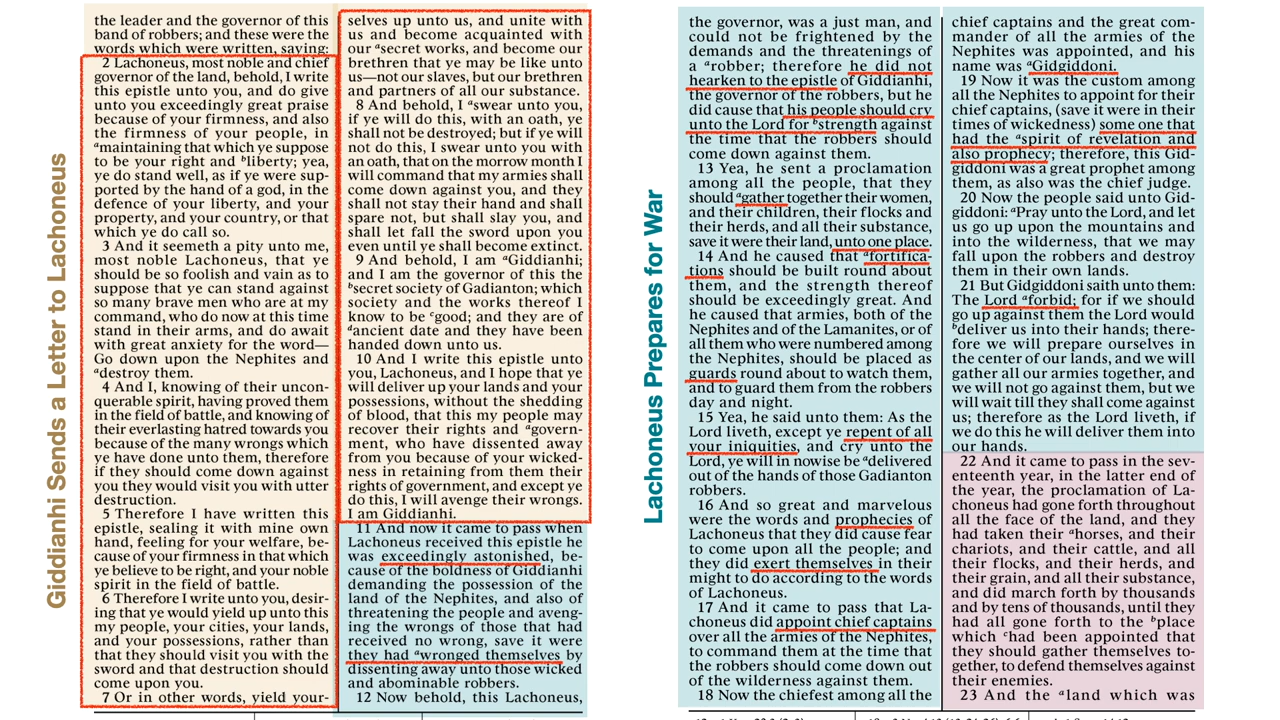 Giddianhi Sends a Letter to Lachoneus
the leader and the governor of this
band of robbers; and these were the
words which were written, saying:
2 Lachoneus, most noble and chief
governor of the land, behold, I write
this epistle unto you, and do give
unto you exceedingly great praise
because of your firmness, and also
the firmness of your people, in
ᵃmaintaining that which ye suppose
to be your right and ᵇliberty; yea,
ye do stand well, as if ye were sup-
ported by the hand of a god, in the
defence of your liberty, and your
property, and your country, or that
which ye do call so.
3 And it seemeth a pity unto me,
most noble Lachoneus, that ye
should be so foolish and vain as to
suppose that ye can stand against
so many brave men who are at my
command, who do now at this time
stand in their arms, and do await
with great anxiety for the word—
Go down upon the Nephites and
ᵃdestroy them.
4 And I, knowing of their uncon-
querable spirit, having proved them
in the field of battle, and knowing of
their everlasting hatred towards you
because of the many wrongs which
ye have done unto them, therefore
if they should come down against
you they would visit you with utter
destruction.
5 Therefore I have written this
epistle, sealing it with mine own
hand, feeling for your welfare, be-
cause of your firmness in that which
ye believe to be right, and your noble
spirit in the field of battle.
6 Therefore I write unto you, desir-
ing that ye would yield up unto this
my people, your cities, your lands,
and your possessions, rather than
that they should visit you with the
sword and that destruction should
come upon you.
7 Or in other words, yield your-
selves up unto us, and unite with
us and become acquainted with
our ᵃsecret works, and become our
brethren that ye may be like unto
us—not our slaves, but our brethren
and partners of all our substance.
8 And behold, I ᵃswear unto you,
if ye will do this, with an oath, ye
shall not be destroyed; but if ye will
not do this, I swear unto you with
an oath, that on the morrow month I
will command that my armies shall
come down against you, and they
shall not stay their hand and shall
spare not, but shall slay you, and
shall let fall the sword upon you
even until ye shall become extinct.
9 And behold, I am ᵃGiddianhi;
and I am the governor of this the
ᵇsecret society of Gadianton; which
society and the works thereof I
know to be ᶜgood; and they are of
ᵈancient date and they have been
handed down unto us.
10 And I write this epistle unto
you, Lachoneus, and I hope that ye
will deliver up your lands and your
possessions, without the shedding
of blood, that this my people may
recover their rights and ᵃgovern-
ment, who have dissented away
from you because of your wicked-
ness in retaining from them their
rights of government, and except ye
do this, I will avenge their wrongs.
I am Giddianhi.
11 And now it came to pass when
Lachoneus received this epistle he
was exceedingly astonished, be-
cause of the boldness of Giddianhi
demanding the possession of the
land of the Nephites, and also of
threatening the people and aveng-
ing the wrongs of those that had
received no wrong, save it were
they had ᵃwronged themselves by
dissenting away unto those wicked
and abominable robbers.
12 Now behold, this Lachoneus,
Lachoneus Prepares for War
the governor, was a just man, and
could not be frightened by the
demands and the threatenings of
a ᵃrobber; therefore he did not
hearken to the epistle of Giddianhi,
the governor of the robbers, but he
did cause that his people should cry
unto the Lord for ᵇstrength against
the time that the robbers should
come down against them.
13 Yea, he sent a proclamation
among all the people, that they
should ᵃgather together their women,
and their children, their flocks and
their herds, and all their substance,
save it were their land, unto one place.
14 And he caused that ᵃfortifica-
tions should be built round about
them, and the strength thereof
should be exceedingly great. And
he caused that armies, both of the
Nephites and of the Lamanites, or of
all them who were numbered among
the Nephites, should be placed as
guards round about to watch them,
and to guard them from the robbers
day and night.
15 Yea, he said unto them: As the
Lord liveth, except ye repent of all
your iniquities, and cry unto the
Lord, ye will in nowise be ᵃdelivered
out of the hands of those Gadianton
robbers.
16 And so great and marvelous
were the words and prophecies of
Lachoneus that they did cause fear
to come upon all the people; and
they did exert themselves in their
might to do according to the words
of Lachoneus.
17 And it came to pass that La-
choneus did appoint chief captains
over all the armies of the Nephites,
to command them at the time that
the robbers should come down out
of the wilderness against them.
18 Now the chiefest among all the
chief captains and the great com-
mander of all the armies of the
Nephites was appointed, and his
name was ᵃGidgiddoni.
19 Now it was the custom among
all the Nephites to appoint for their
chief captains, (save it were in their
times of wickedness) some one that
had the ᵃspirit of revelation and
also prophecy; therefore, this Gid-
giddoni was a great prophet among
them, as also was the chief judge.
20 Now the people said unto Gid-
giddoni: ᵃPray unto the Lord, and let
us go up upon the mountains and
into the wilderness, that we may
fall upon the robbers and destroy
them in their own lands.
21 But Gidgiddoni saith unto them:
The Lord ᵃforbid; for if we should
go up against them the Lord would
ᵇdeliver us into their hands; there-
fore we will prepare ourselves in
the center of our lands, and we will
gather all our armies together, and
we will not go against them, but we
will wait till they shall come against
us; therefore as the Lord liveth, if
we do this he will deliver them into
our hands.
22 And it came to pass in the sev-
enteenth year, in the latter end of
the year, the proclamation of La-
choneus had gone forth throughout
all the face of the land, and they
had taken their ᵃhorses, and their
chariots, and their cattle, and all
their flocks, and their herds, and
their grain, and all their substance,
and did march forth by thousands
and by tens of thousands, until they
had all gone forth to the ᵇplace
which ᶜhad been appointed that
they should gather themselves to-
gether, to defend themselves against
their enemies.
23 And the ᵃland which was